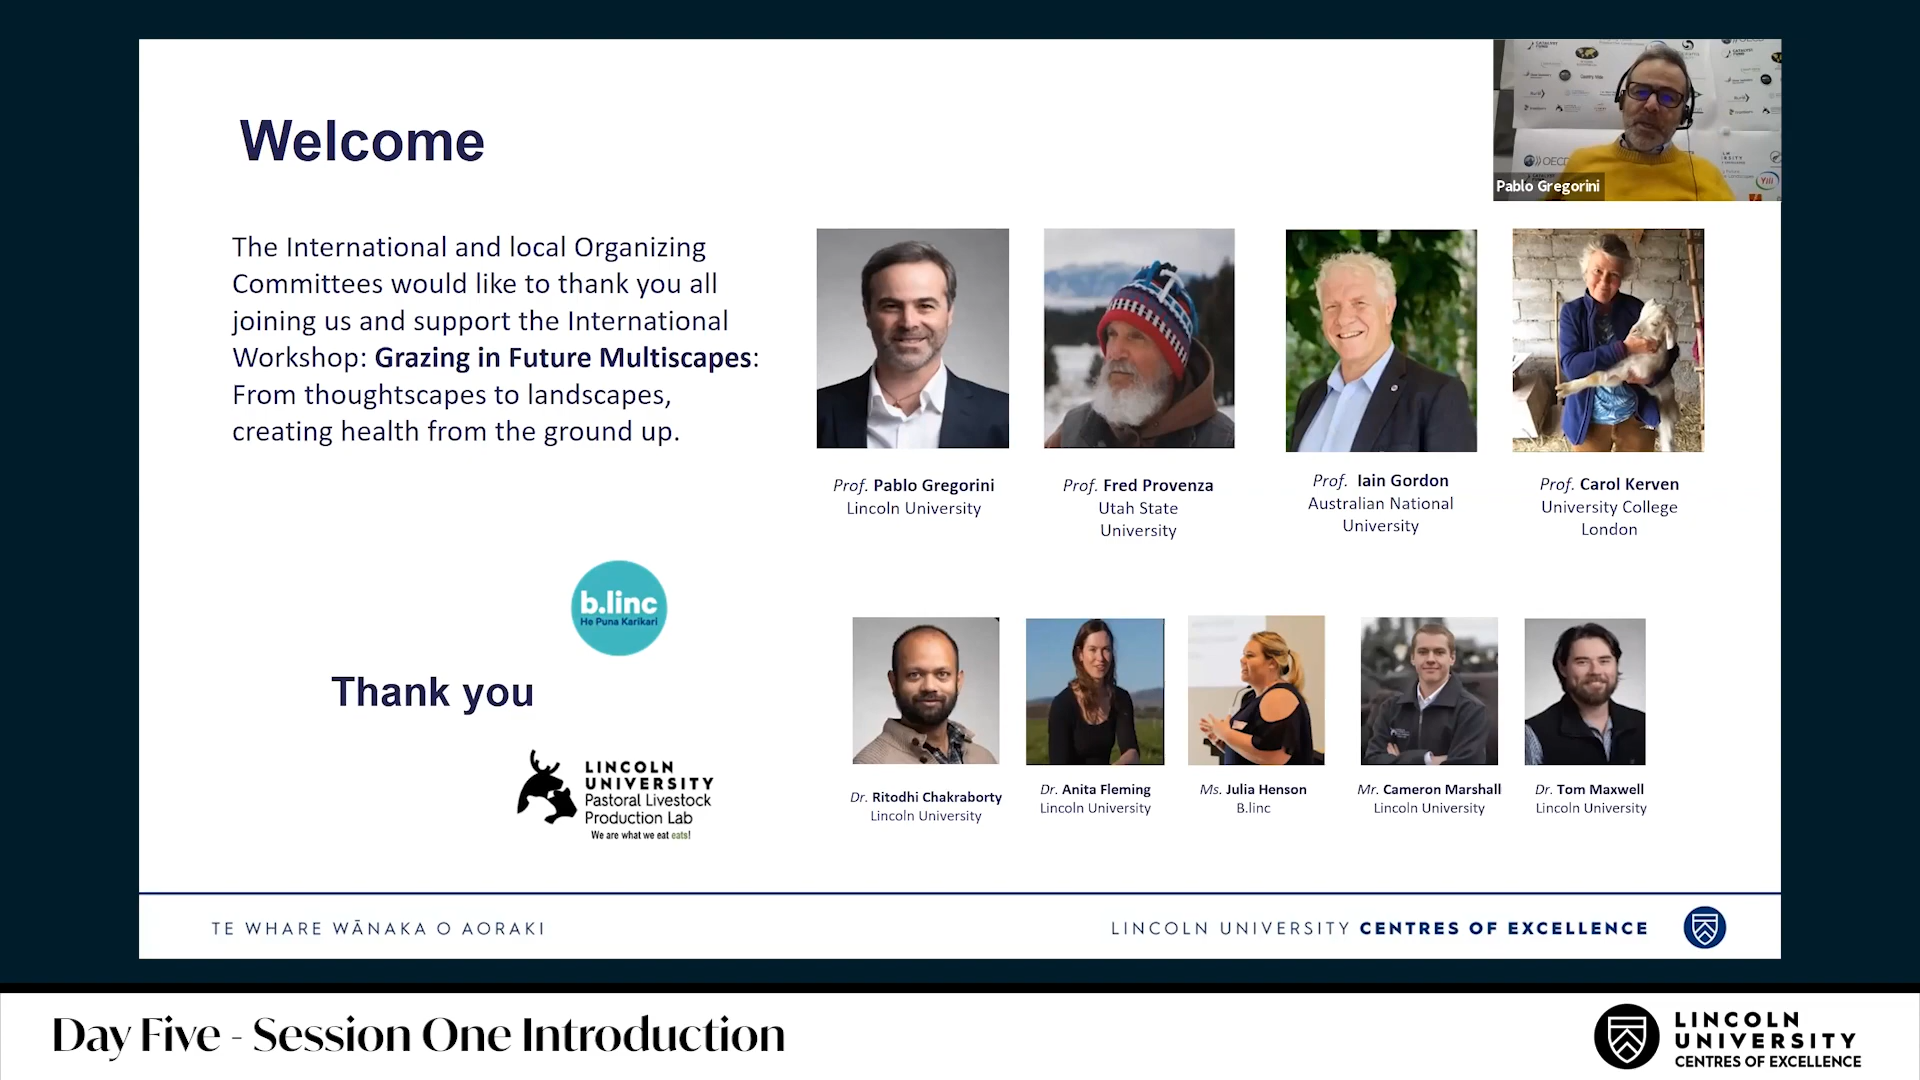 Welcome
Pablo Gregorini
The International and local Organizing
Committees would like to thank you all
joining us and support the International
Workshop: Grazing in Future Multiscapes:
From thoughtscapes to landscapes,
creating health from the ground up.
Prof. Pablo Gregorini
Lincoln University
Prof. Fred Provenza
Utah State
University
Prof. Iain Gordon
Australian National
University
Prof. Carol Kerven
University College
London
b.linc
He Puna Karikari
Thank you
LINCOLN
UNIVERSITY
Pastoral Livestock
Production Lab
We are what we eat eats!
Dr. Ritodhi Chakraborty
Lincoln University
Dr. Anita Fleming
Lincoln University
Ms. Julia Henson
B.linc
Mr. Cameron Marshall
Lincoln University
Dr. Tom Maxwell
Lincoln University
TE WHARE WĀNAKA O AORAKI
LINCOLN UNIVERSITY CENTRES OF EXCELLENCE
Day Five - Session One Introduction
LINCOLN
UNIVERSITY
CENTRES OF EXCELLENCE